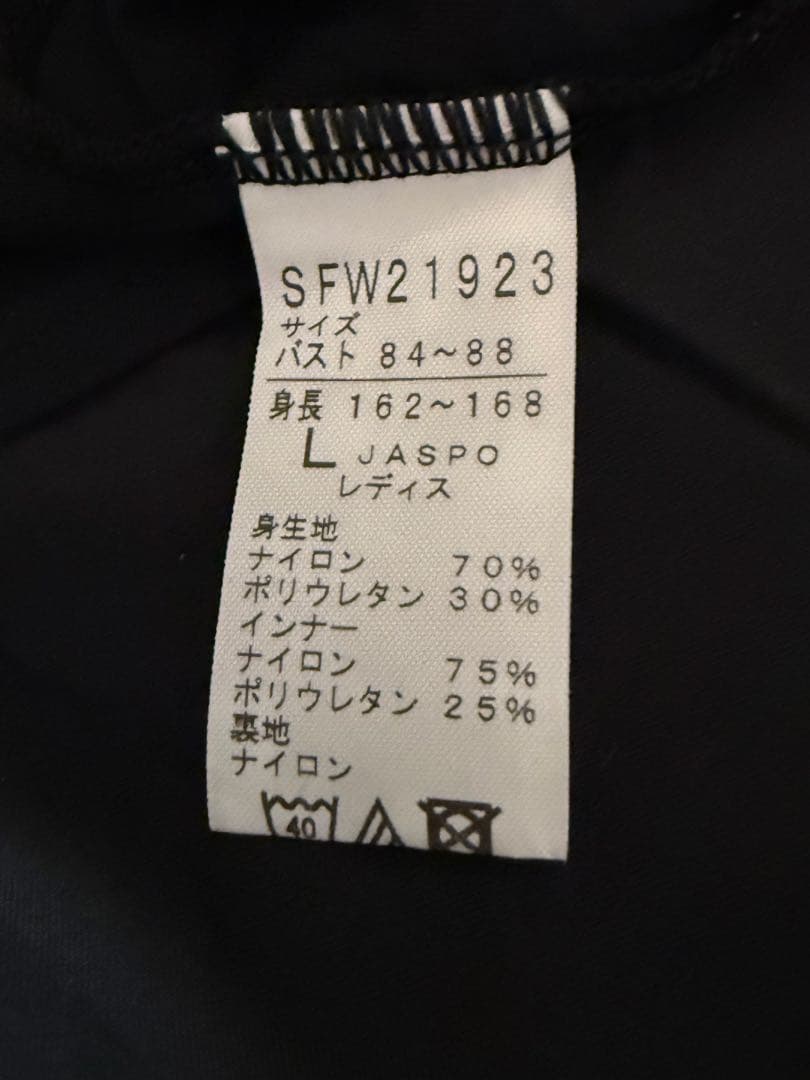 SFW21923
サイズ
バスト 84～88
身長 162～168
L JASPO
レディス
身生地
ナイロン 70%
ポリウレタン 30%
インナー
ナイロン 75%
ポリウレタン 25%
裏地
ナイロン
40